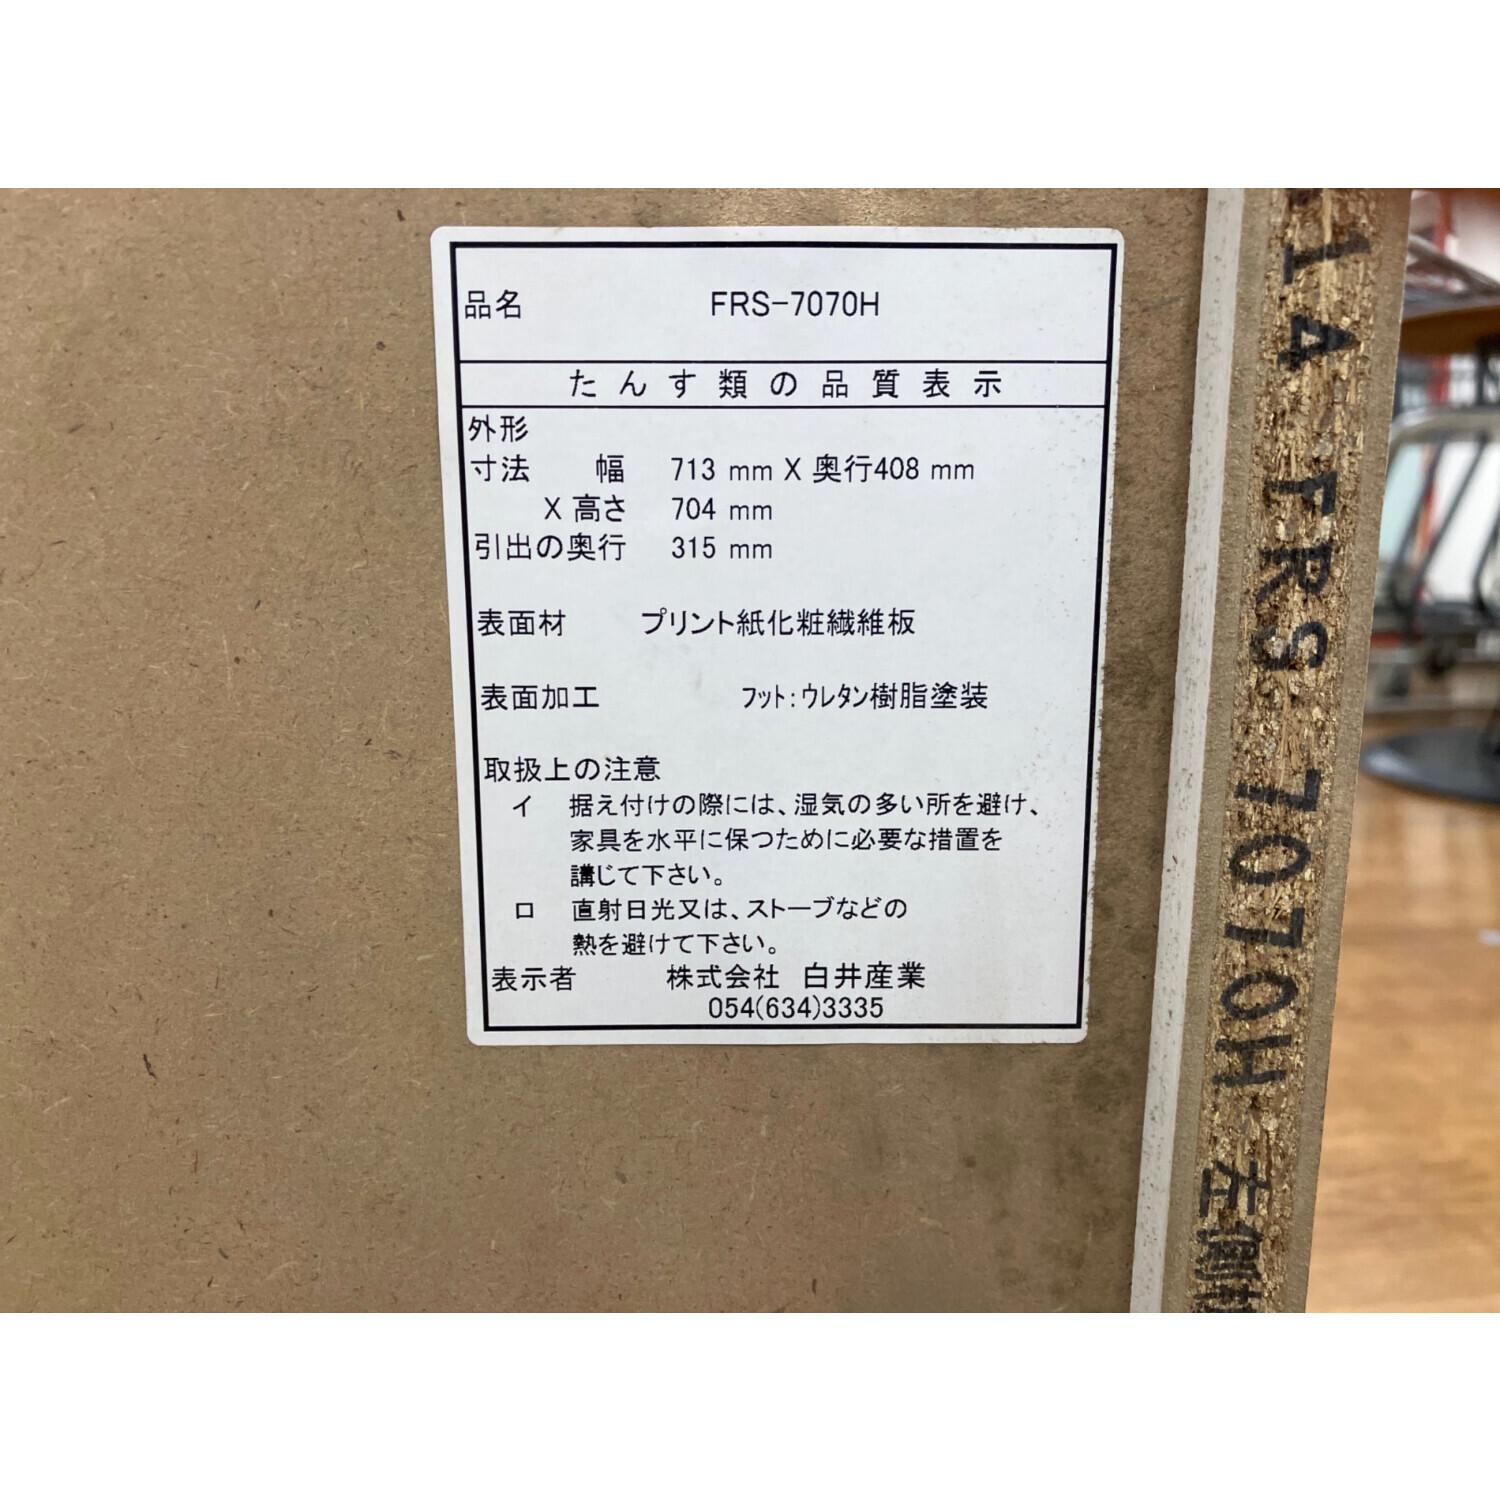 品名 FRS-7070H
たんす類の品質表示
外形
寸法 幅 713 mm X 奥行408 mm
X 高さ 704 mm
引出の奥行 315 mm
表面材 プリント紙化粧繊維板
表面加工 フット:ウレタン樹脂塗装
取扱上の注意
イ 据え付けの際には、湿気の多い所を避け、
家具を水平に保つために必要な措置を
講じて下さい。
ロ 直射日光又は、ストーブなどの
熱を避けて下さい。
表示者 株式会社 白井産業
054(634)3335
1A FRS-7070H 左側